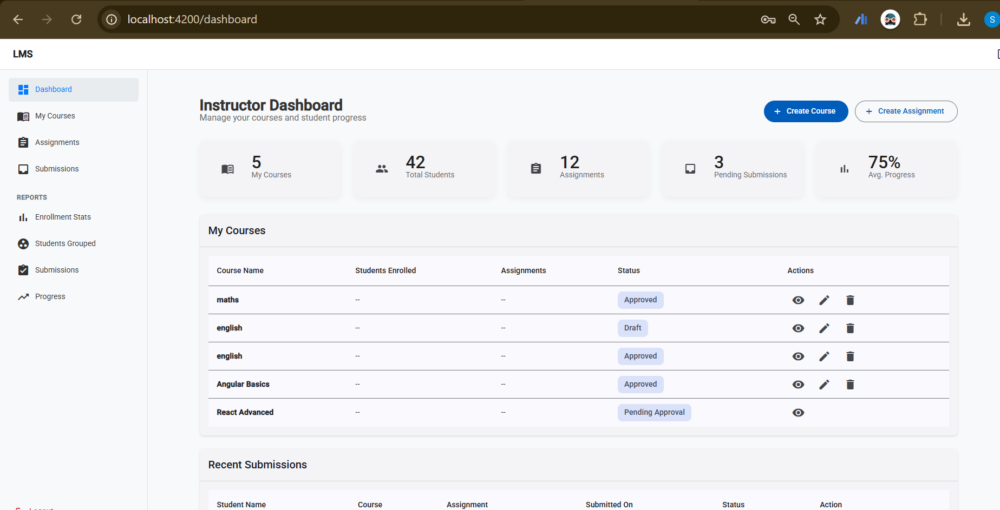 localhost:4200/dashboard
S
LMS
Dashboard
My Courses
Assignments
Submissions
REPORTS
Enrollment Stats
Students Grouped
Submissions
Progress
Instructor Dashboard
Manage your courses and student progress
+ Create Course
+ Create Assignment
5
My Courses
42
Total Students
12
Assignments
3
Pending Submissions
75%
Avg. Progress
My Courses
Course Name Students Enrolled Assignments Status Actions
maths -- -- Approved
english -- -- Draft
english -- -- Approved
Angular Basics -- -- Approved
React Advanced -- -- Pending Approval
Recent Submissions
Student Name Course Assignment Submitted On Status Action